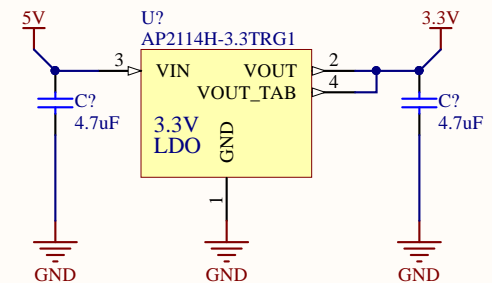 5V
U?
AP2114H-3.3TRG1
3.3V
3
VIN
VOUT
2
VOUT_TAB
4
C?
4.7uF
3.3V
LDO
GND
1
C?
4.7uF
GND
GND
GND